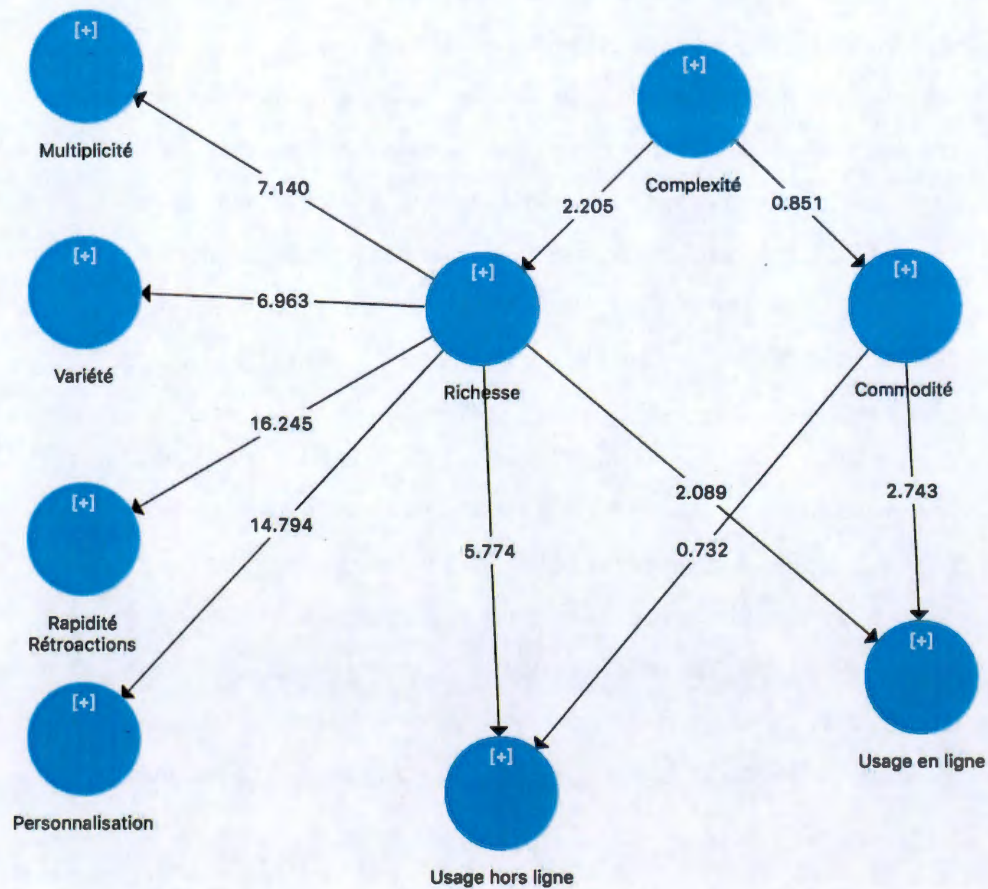 [+]
Multiplicité
[+]
Complexité
7.140
2.205
0.851
[+]
Variété
6.963
[+]
Richesse
[+]
Commodité
16.245
[+]
Rapidité
Rétroactions
14.794
5.774
2.089
0.732
2.743
[+]
Personnalisation
[+]
Usage hors ligne
[+]
Usage en ligne